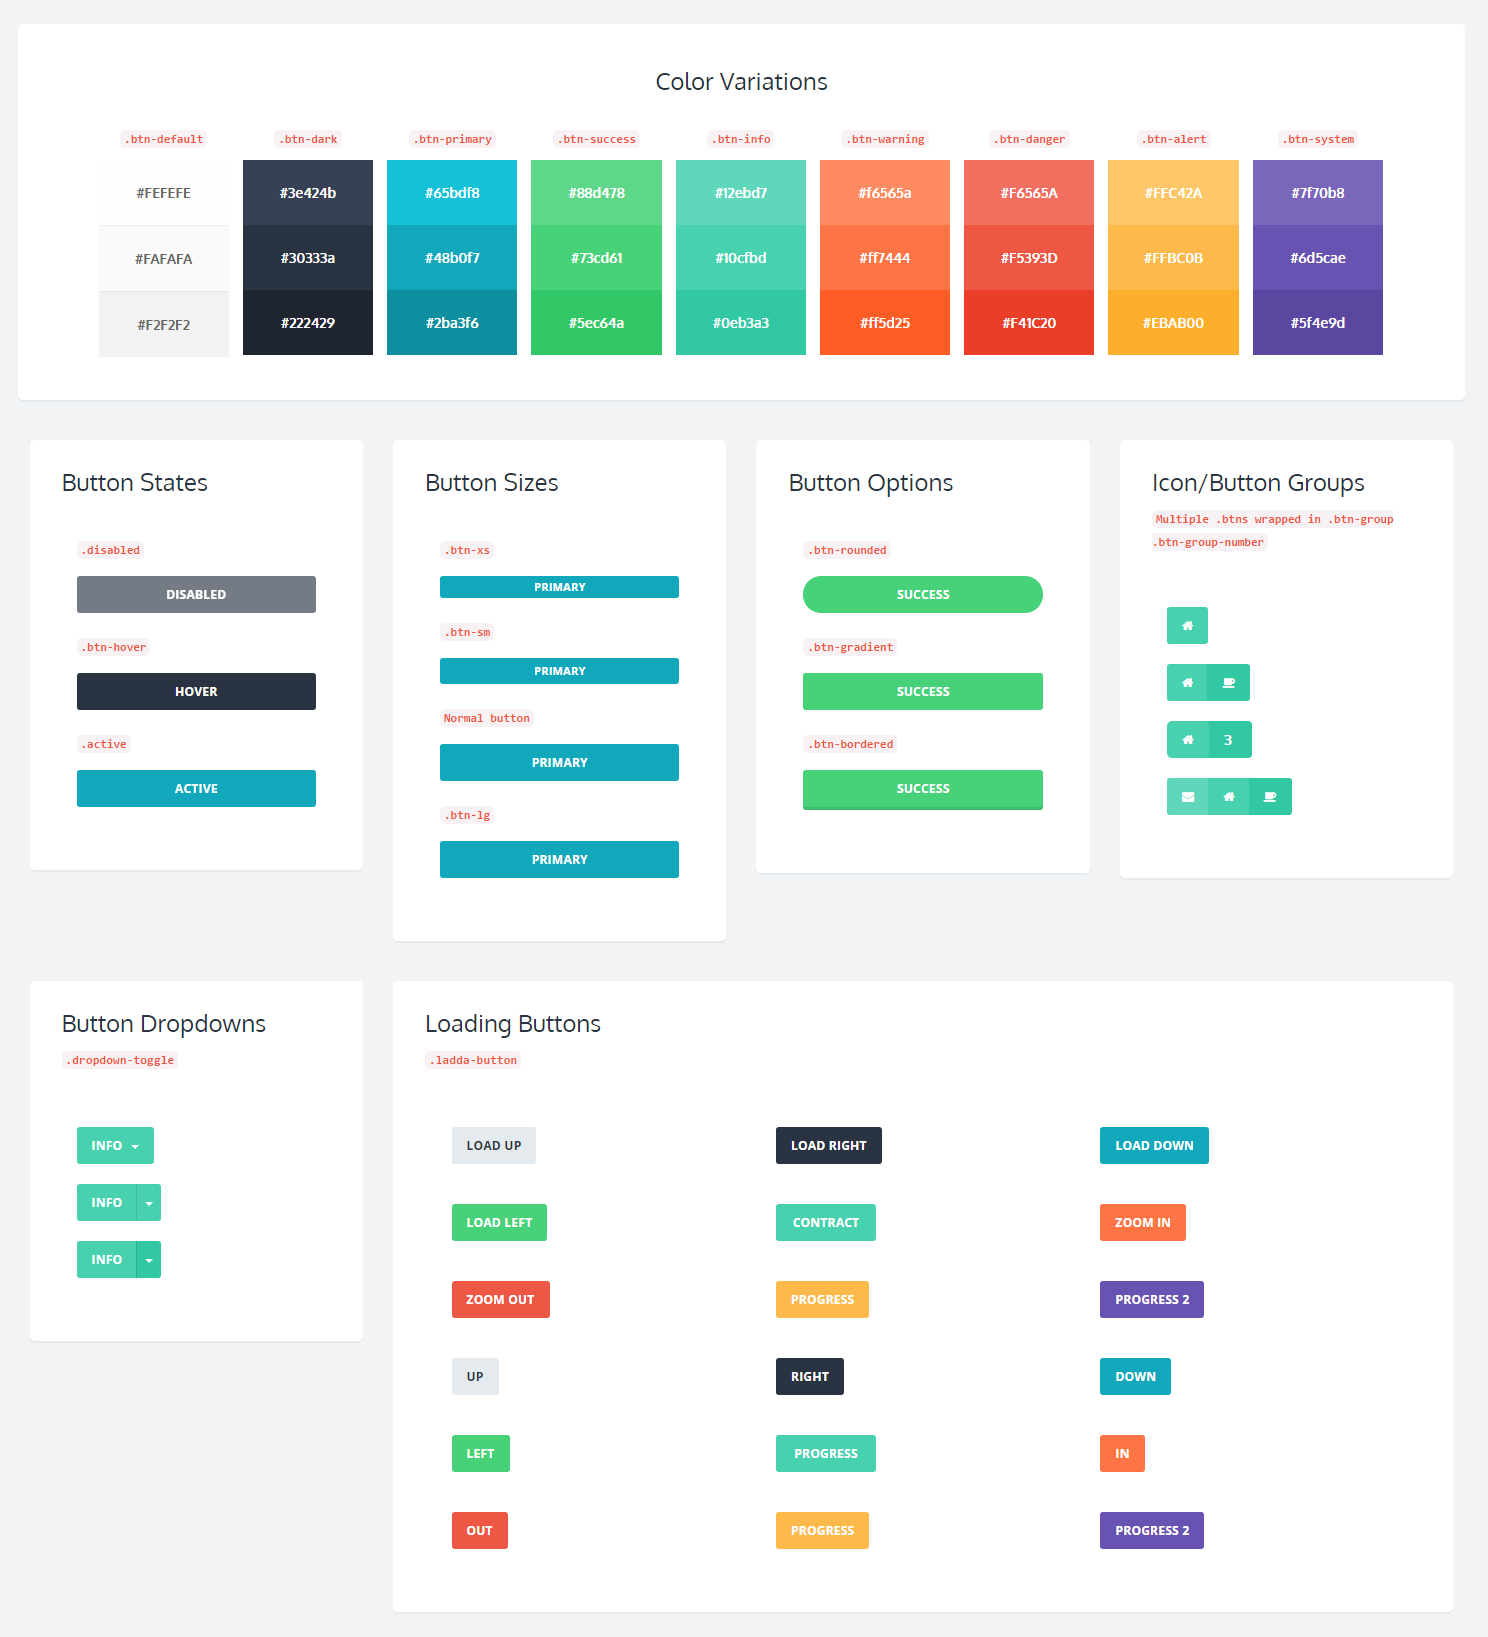 Color Variations
.btn-default .btn-dark .btn-primary .btn-success .btn-info .btn-warning .btn-danger .btn-alert .btn-system
#FEFEFE #3e424b #65bdf8 #88d478 #12ebd7 #f6565a #F6565A #FFC42A #7f70b8
#FAFAFA #30333a #48b0f7 #73cd61 #10cfbd #ff7444 #F5393D #FFBC0B #6d5cae
#F2F2F2 #222429 #2ba3f6 #5ec64a #0eb3a3 #ff5d25 #F41C20 #EBAB00 #5f4e9d
Button States
.disabled
DISABLED
.btn-hover
HOVER
.active
ACTIVE
Button Sizes
.btn-xs
PRIMARY
.btn-sm
PRIMARY
Normal button
PRIMARY
.btn-lg
PRIMARY
Button Options
.btn-rounded
SUCCESS
.btn-gradient
SUCCESS
.btn-bordered
SUCCESS
Icon/Button Groups
Multiple .btns wrapped in .btn-group
.btn-group-number
3
Button Dropdowns
.dropdown-toggle
INFO
INFO
INFO
Loading Buttons
.ladda-button
LOAD UP LOAD RIGHT LOAD DOWN
LOAD LEFT CONTRACT ZOOM IN
ZOOM OUT PROGRESS PROGRESS 2
UP RIGHT DOWN
LEFT PROGRESS IN
OUT PROGRESS PROGRESS 2